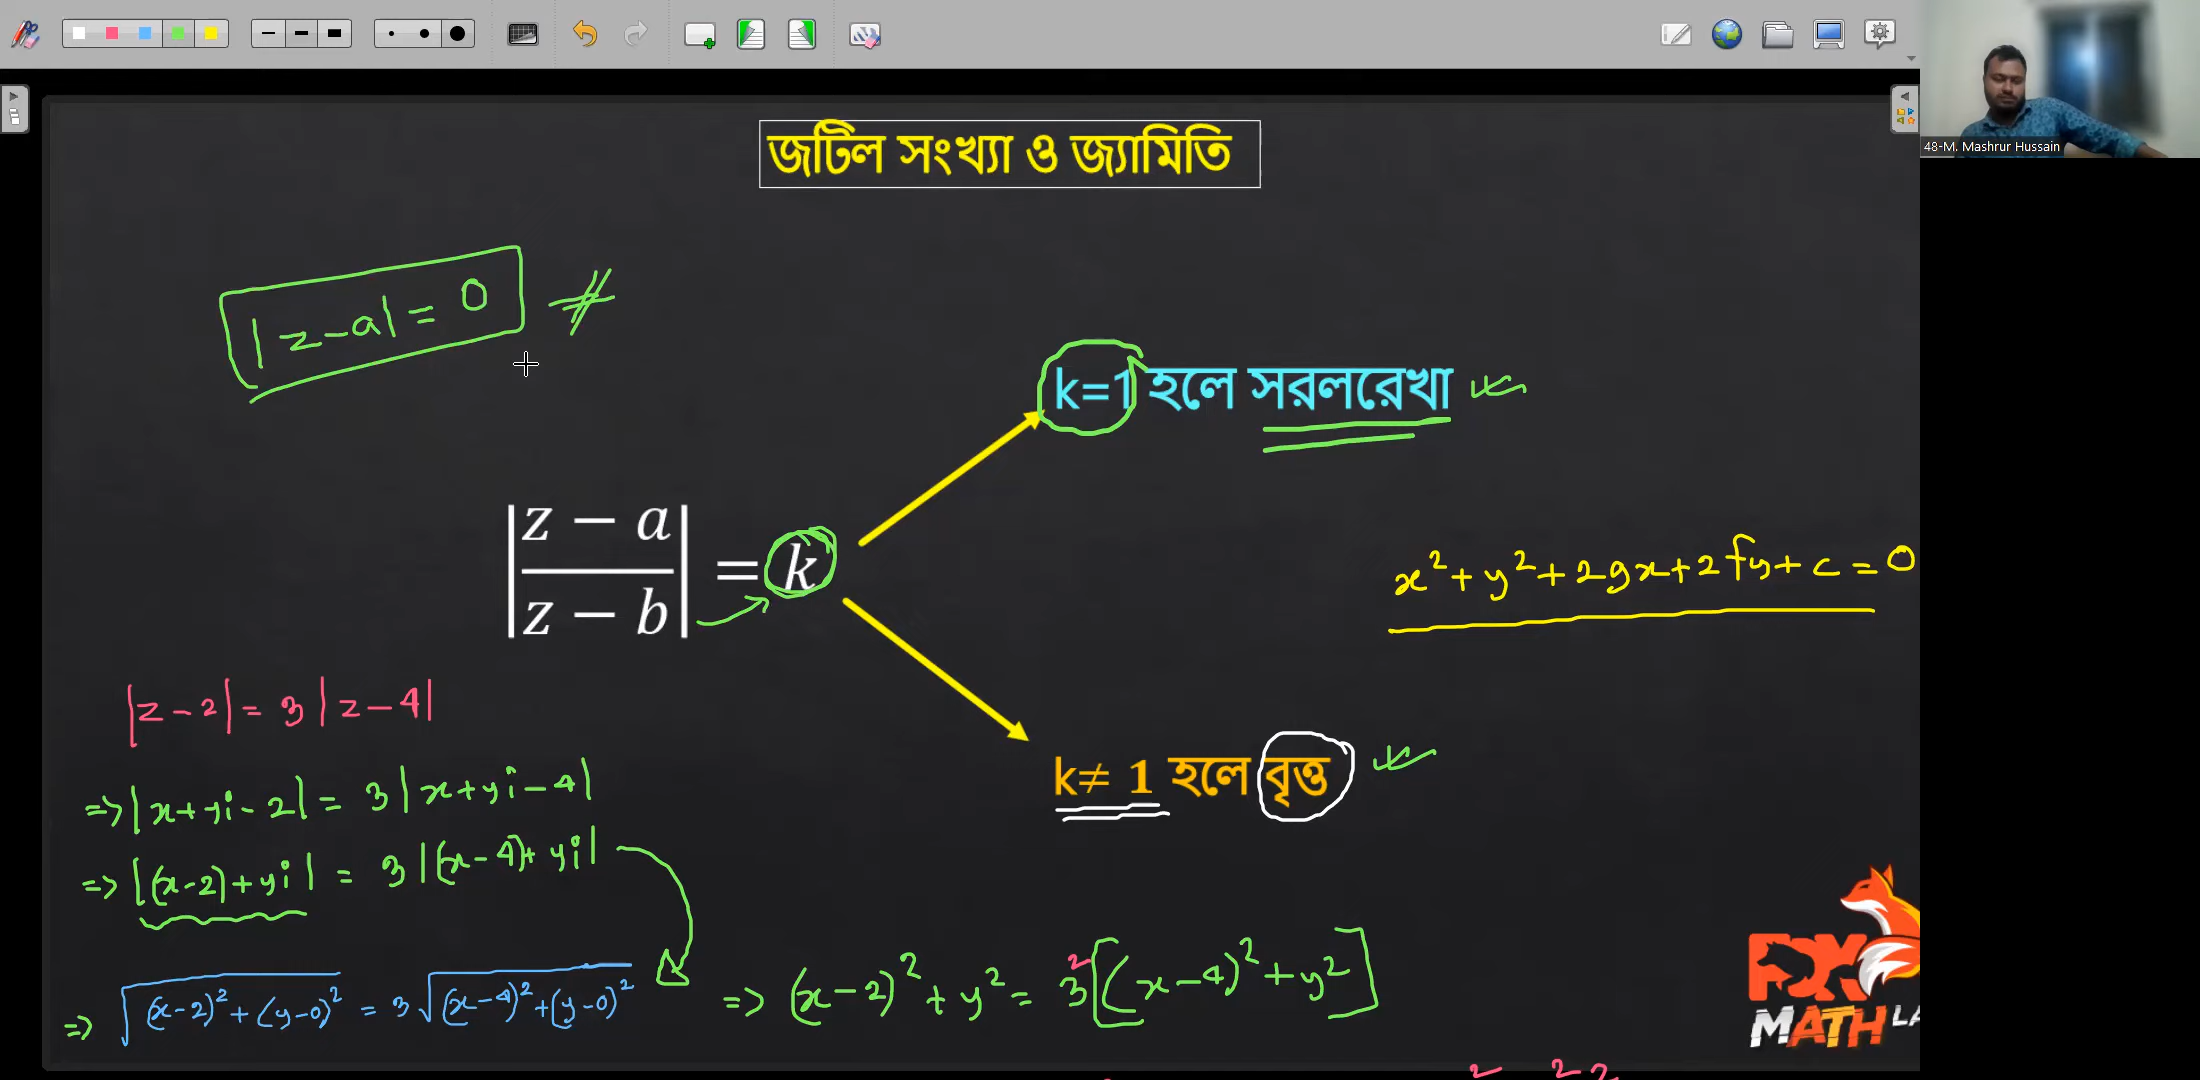 48-M. Mashrur Hussain
জটিল সংখ্যা ও জ্যামিতি
|z-a| = 0
k=1 হলে সরলরেখা
|z − a / z − b| = k
x² + y² + 2gx + 2fy + c = 0
k≠ 1 হলে বৃত্ত
|z-2| = 3|z-4|
=> |x+yi-2| = 3|x+yi-4|
=> |(x-2)+yi| = 3|(x-4)+yi|
=> √(x-2)²+(y-0)² = 3√(x-4)²+(y-0)²
=> (x-2)² + y² = 3²[(x-4)² + y²]
FOX
MATH LA